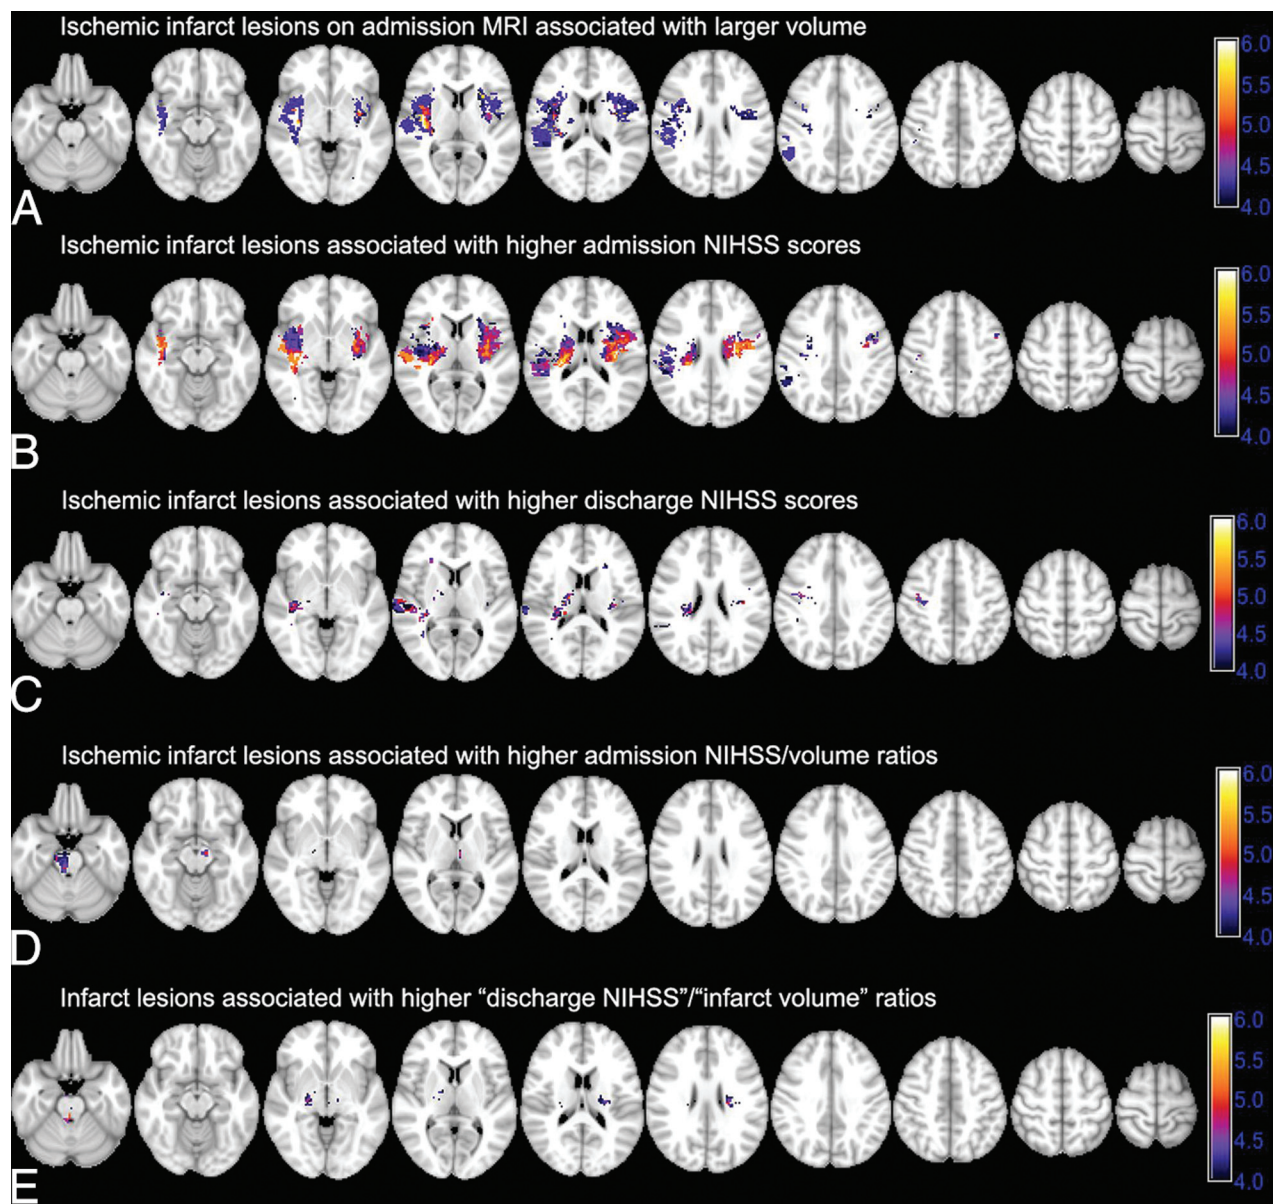 Ischemic infarct lesions on admission MRI associated with larger volume
6.0
5.5
5.0
4.5
4.0
A
Ischemic infarct lesions associated with higher admission NIHSS scores
6.0
5.5
5.0
4.5
4.0
B
Ischemic infarct lesions associated with higher discharge NIHSS scores
6.0
5.5
5.0
4.5
4.0
C
Ischemic infarct lesions associated with higher admission NIHSS/volume ratios
6.0
5.5
5.0
4.5
4.0
D
Infarct lesions associated with higher “discharge NIHSS”/“infarct volume” ratios
6.0
5.5
5.0
4.5
4.0
E